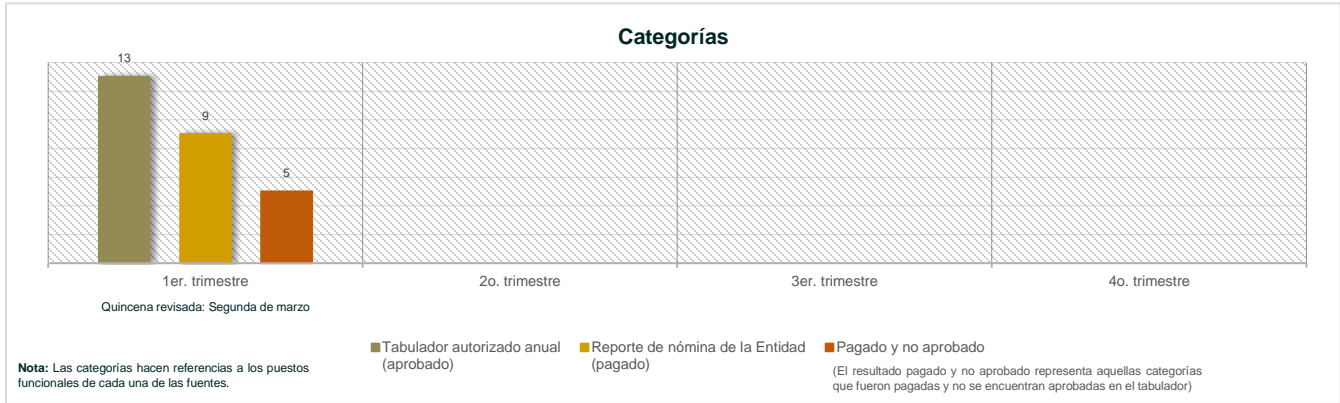 Categorías
13
9
5
1er. trimestre
2o. trimestre
3er. trimestre
4o. trimestre
Quincena revisada: Segunda de marzo
Tabulador autorizado anual
(aprobado)
Reporte de nómina de la Entidad
(pagado)
Pagado y no aprobado
(El resultado pagado y no aprobado representa aquellas categorías
que fueron pagadas y no se encuentran aprobadas en el tabulador)
Nota: Las categorías hacen referencias a los puestos
funcionales de cada una de las fuentes.